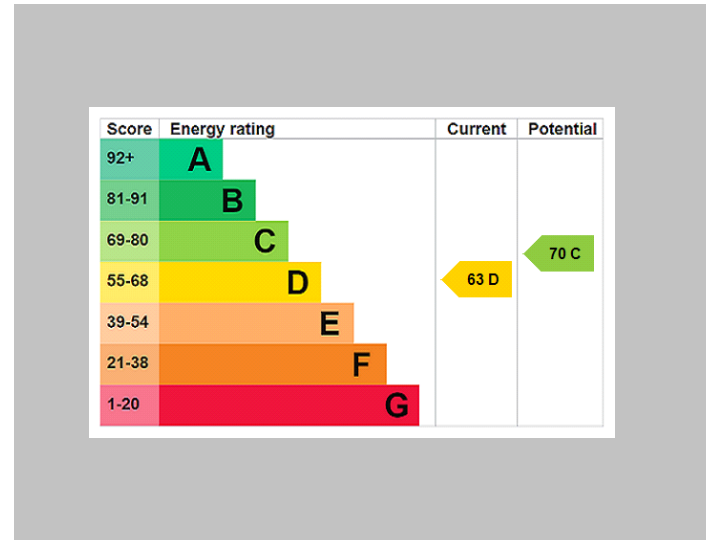 Score Energy rating Current Potential
92+ A
81-91 B
69-80 C
70 C
55-68 D 63 D
39-54 E
21-38 F
1-20 G